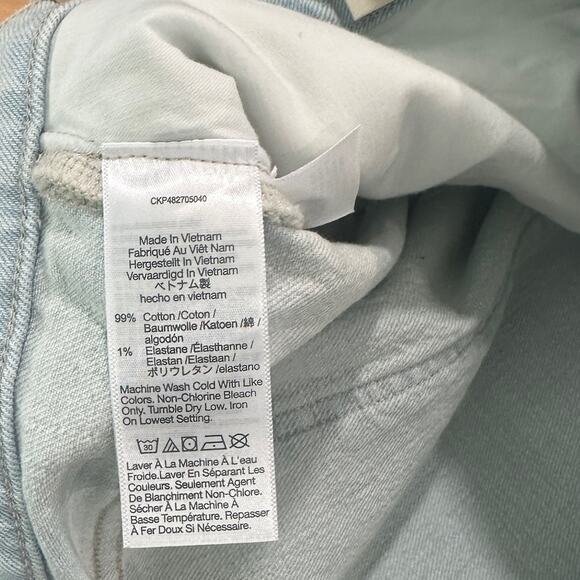 CKP482705040
Made In Vietnam
Fabriqué Au Viêt Nam
Hergestellt In Vietnam
Vervaardigd In Vietnam
ベトナム製
hecho en vietnam
99% Cotton /Coton /
Baumwolle /Katoen /綿 /
algodón
1% Elastane /Élasthanne /
Elastan /Elastaan /
ポリウレタン /elastano
Machine Wash Cold With Like
Colors. Non-Chlorine Bleach
Only. Tumble Dry Low. Iron
On Lowest Setting.
30
Laver À La Machine À L'eau
Froide.Laver En Séparant Les
Couleurs. Seulement Agent
De Blanchiment Non-Chlore.
Sécher À La Machine À
Basse Température. Repasser
À Fer Doux Si Nécessaire.